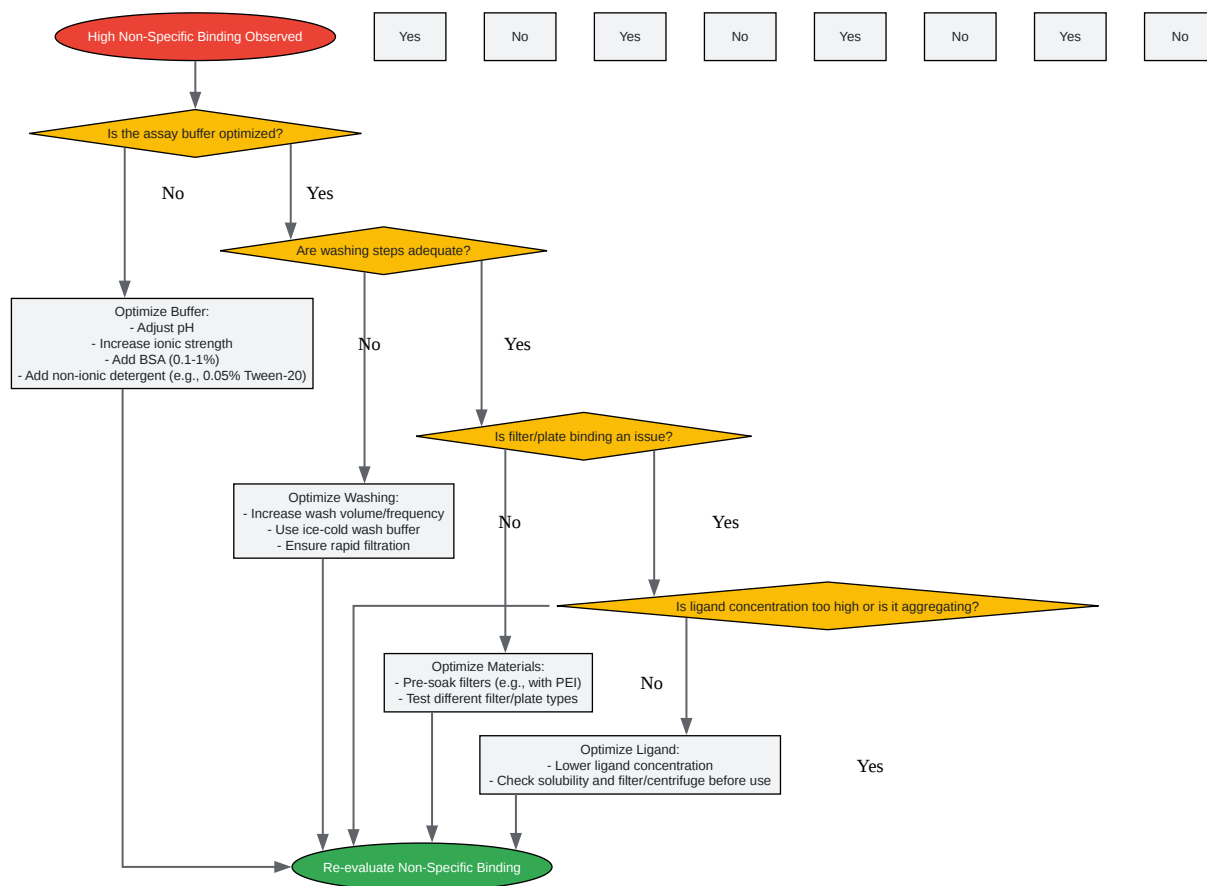 High Non-Specific Binding Observed
Yes
No
Yes
No
Yes
No
Yes
No
Is the assay buffer optimized?
No
Yes
Are washing steps adequate?
Optimize Buffer:
- Adjust pH
- Increase ionic strength
- Add BSA (0.1-1%)
- Add non-ionic detergent (e.g., 0.05% Tween-20)
No
Yes
Is filter/plate binding an issue?
Optimize Washing:
- Increase wash volume/frequency
- Use ice-cold wash buffer
- Ensure rapid filtration
No
Yes
Is ligand concentration too high or is it aggregating?
Optimize Materials:
- Pre-soak filters (e.g., with PEI)
- Test different filter/plate types
No
Optimize Ligand:
- Lower ligand concentration
- Check solubility and filter/centrifuge before use
Yes
Re-evaluate Non-Specific Binding